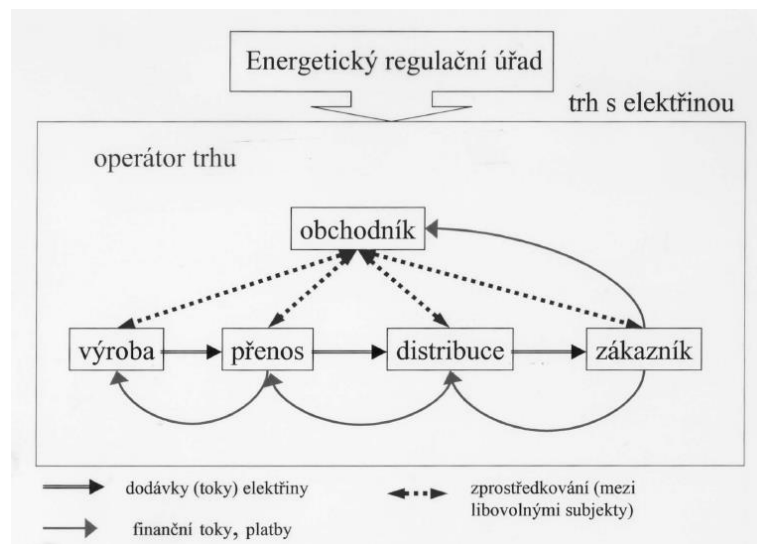 Energetický regulační úřad
trh s elektřinou
operátor trhu
obchodník
výroba
přenos
distribuce
zákazník
dodávky (toky) elektřiny
finanční toky, platby
zprostředkování (mezi
libovolnými subjekty)